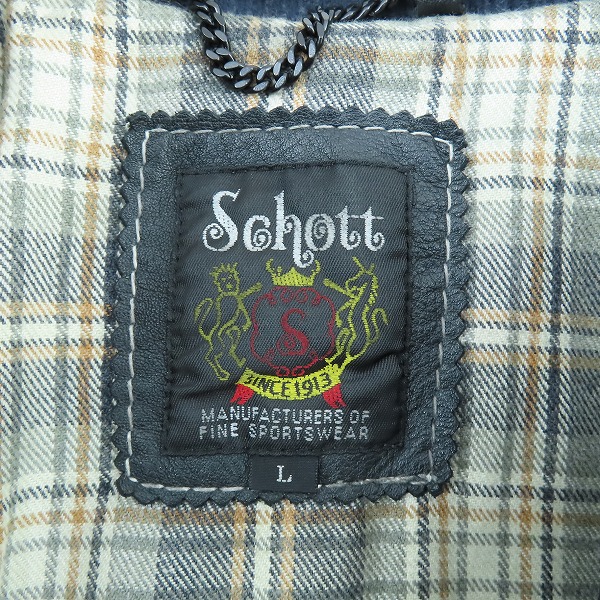 Schott
S
SINCE 1913
MANUFACTURERS OF
FINE SPORTSWEAR
L